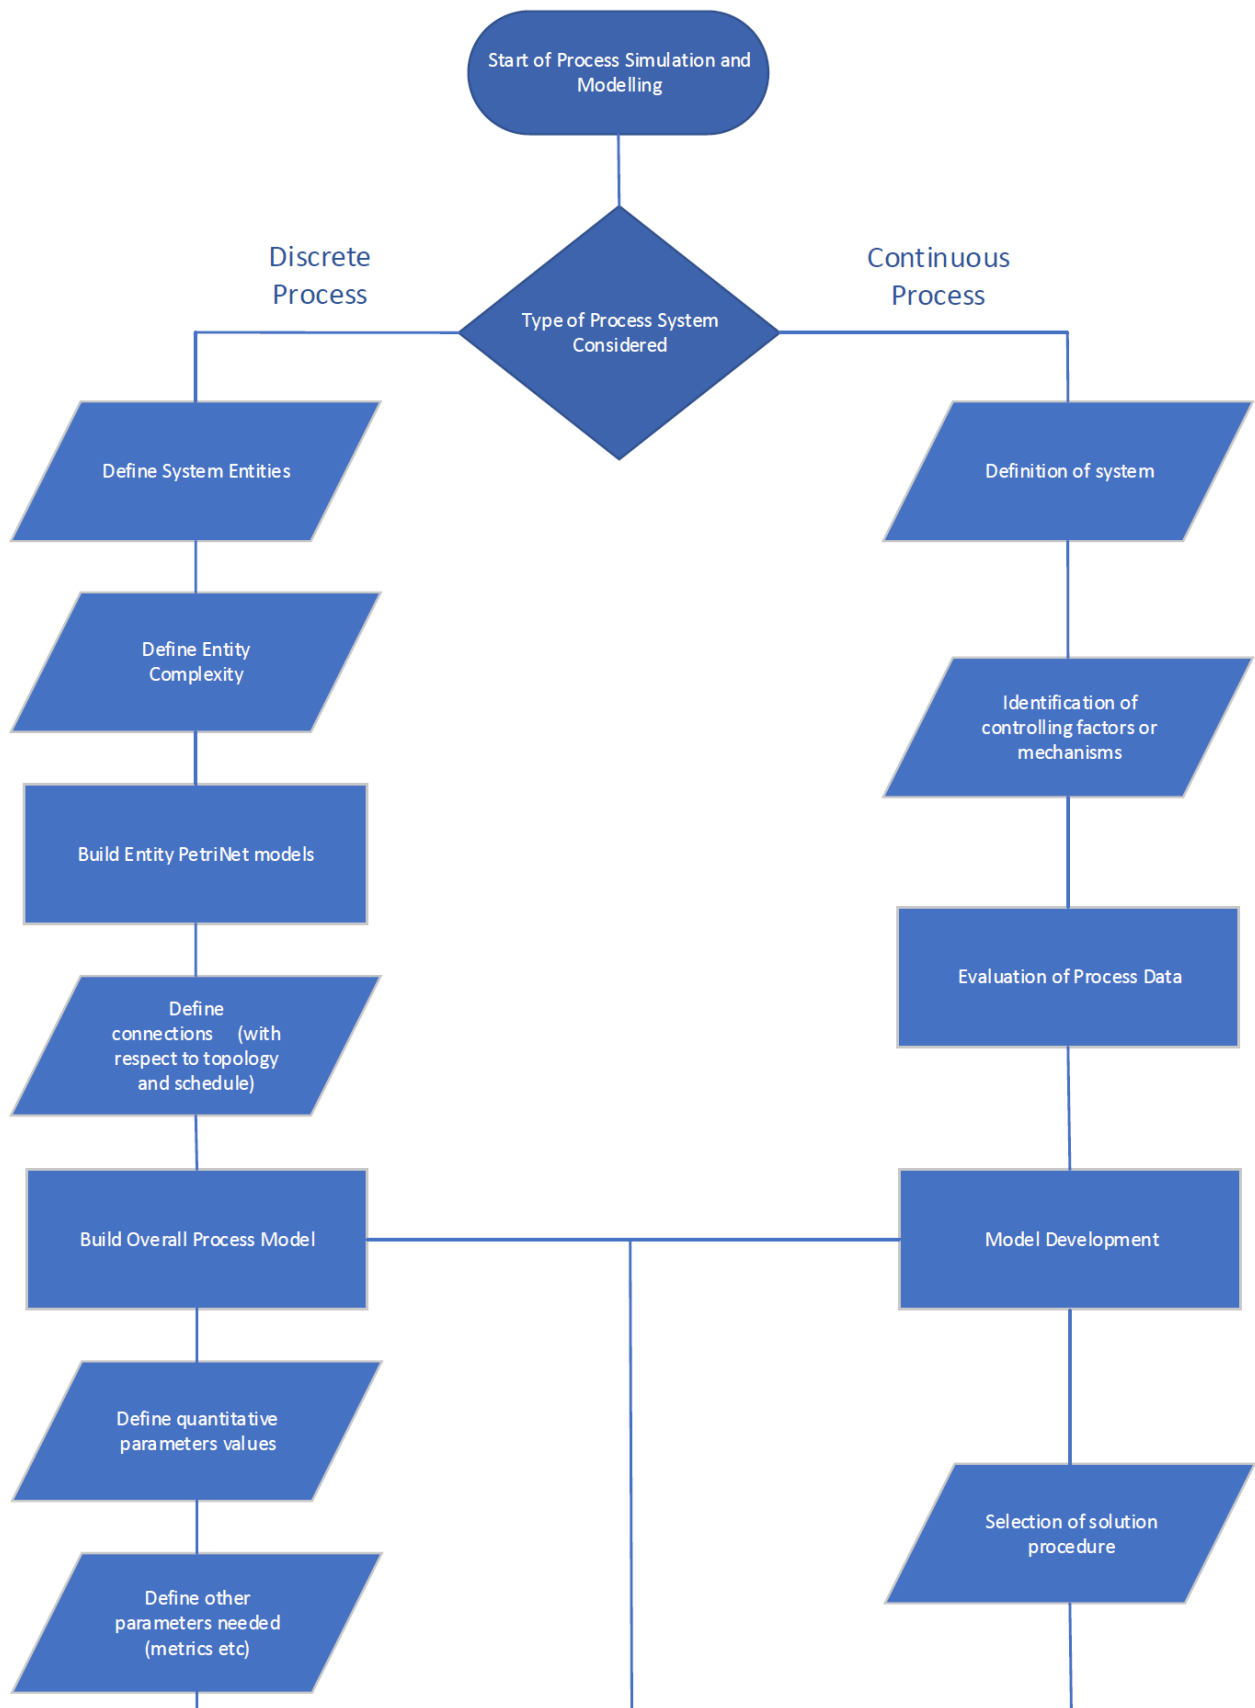 Start of Process Simulation and
Modelling
Discrete
Process
Continuous
Process
Type of Process System
Considered
Define System Entities
Definition of system
Define Entity
Complexity
Identification of
controlling factors or
mechanisms
Build Entity PetriNet models
Evaluation of Process Data
Define
connections (with
respect to topology
and schedule)
Build Overall Process Model
Model Development
Define quantitative
parameters values
Selection of solution
procedure
Define other
parameters needed
(metrics etc)